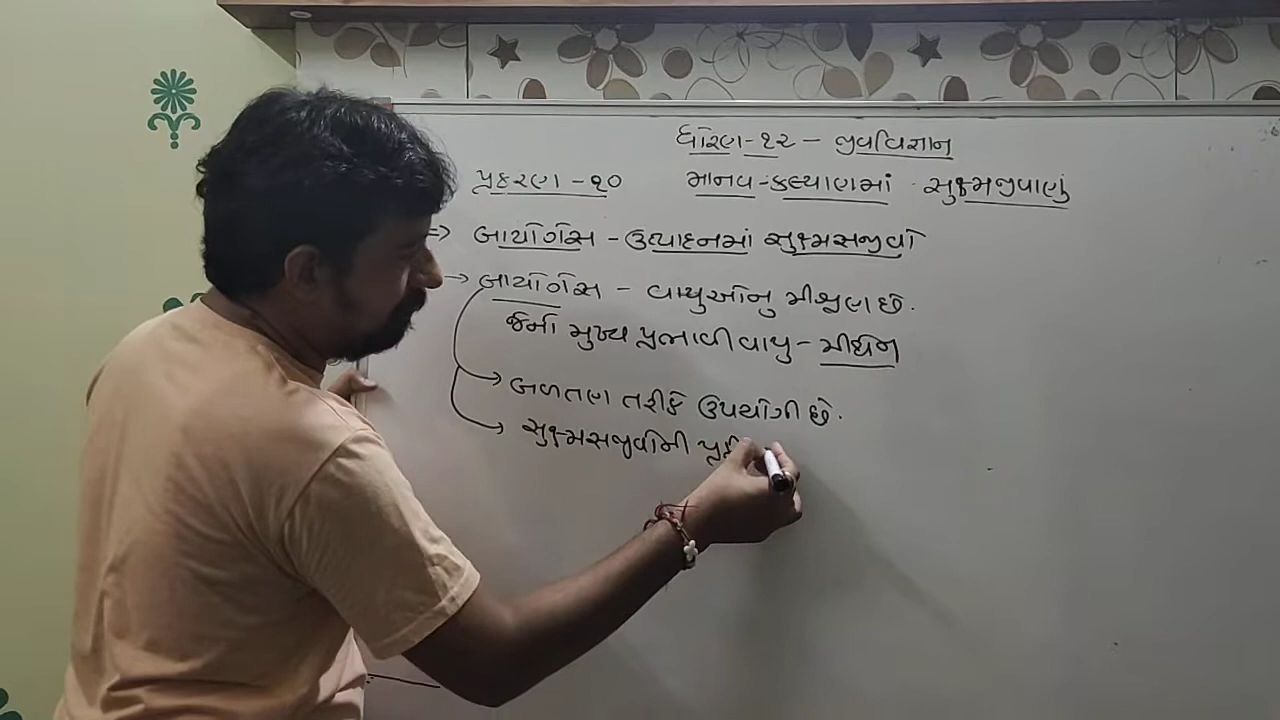 ધોરણ-૧૨ - જીવવિજ્ઞાન
પ્રકરણ -૧૦ માનવ-કલ્યાણમાં સુક્ષ્મજીવાણું
⇒ બાયોગેસ - ઉત્પાદનમાં સુક્ષ્મસજીવો
→ બાયોગેસ - વાયુઓનુ મીશ્રણ છે.
જેનો મુખ્ય પ્રભાવી વાયુ - મીથેન
→ બળતણ તરીકે ઉપયોગી છે.
→ સુક્ષ્મસજીવોની